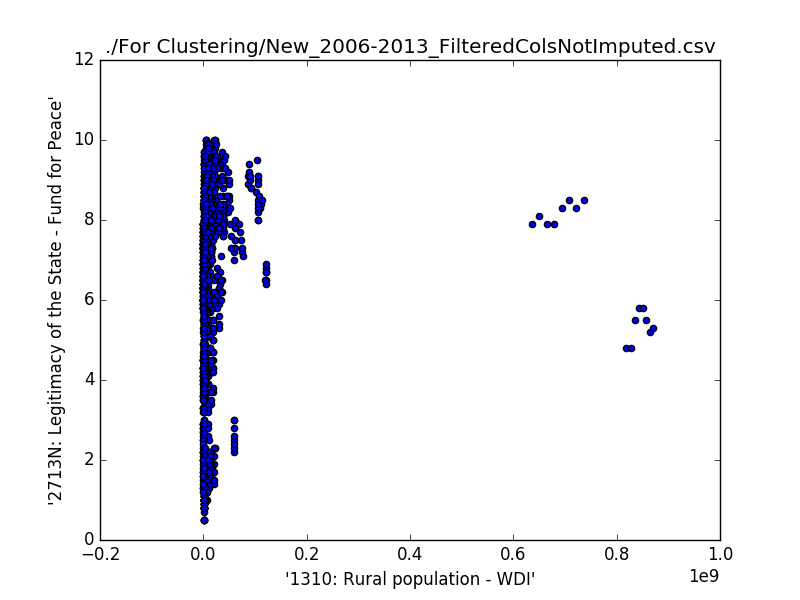 ./For Clustering/New_2006-2013_FilteredColsNotImputed.csv
12
10
8
6
4
2
0
'2713N: Legitimacy of the State - Fund for Peace'
−0.2 0.0 0.2 0.4 0.6 0.8 1.0
1e9
'1310: Rural population - WDI'